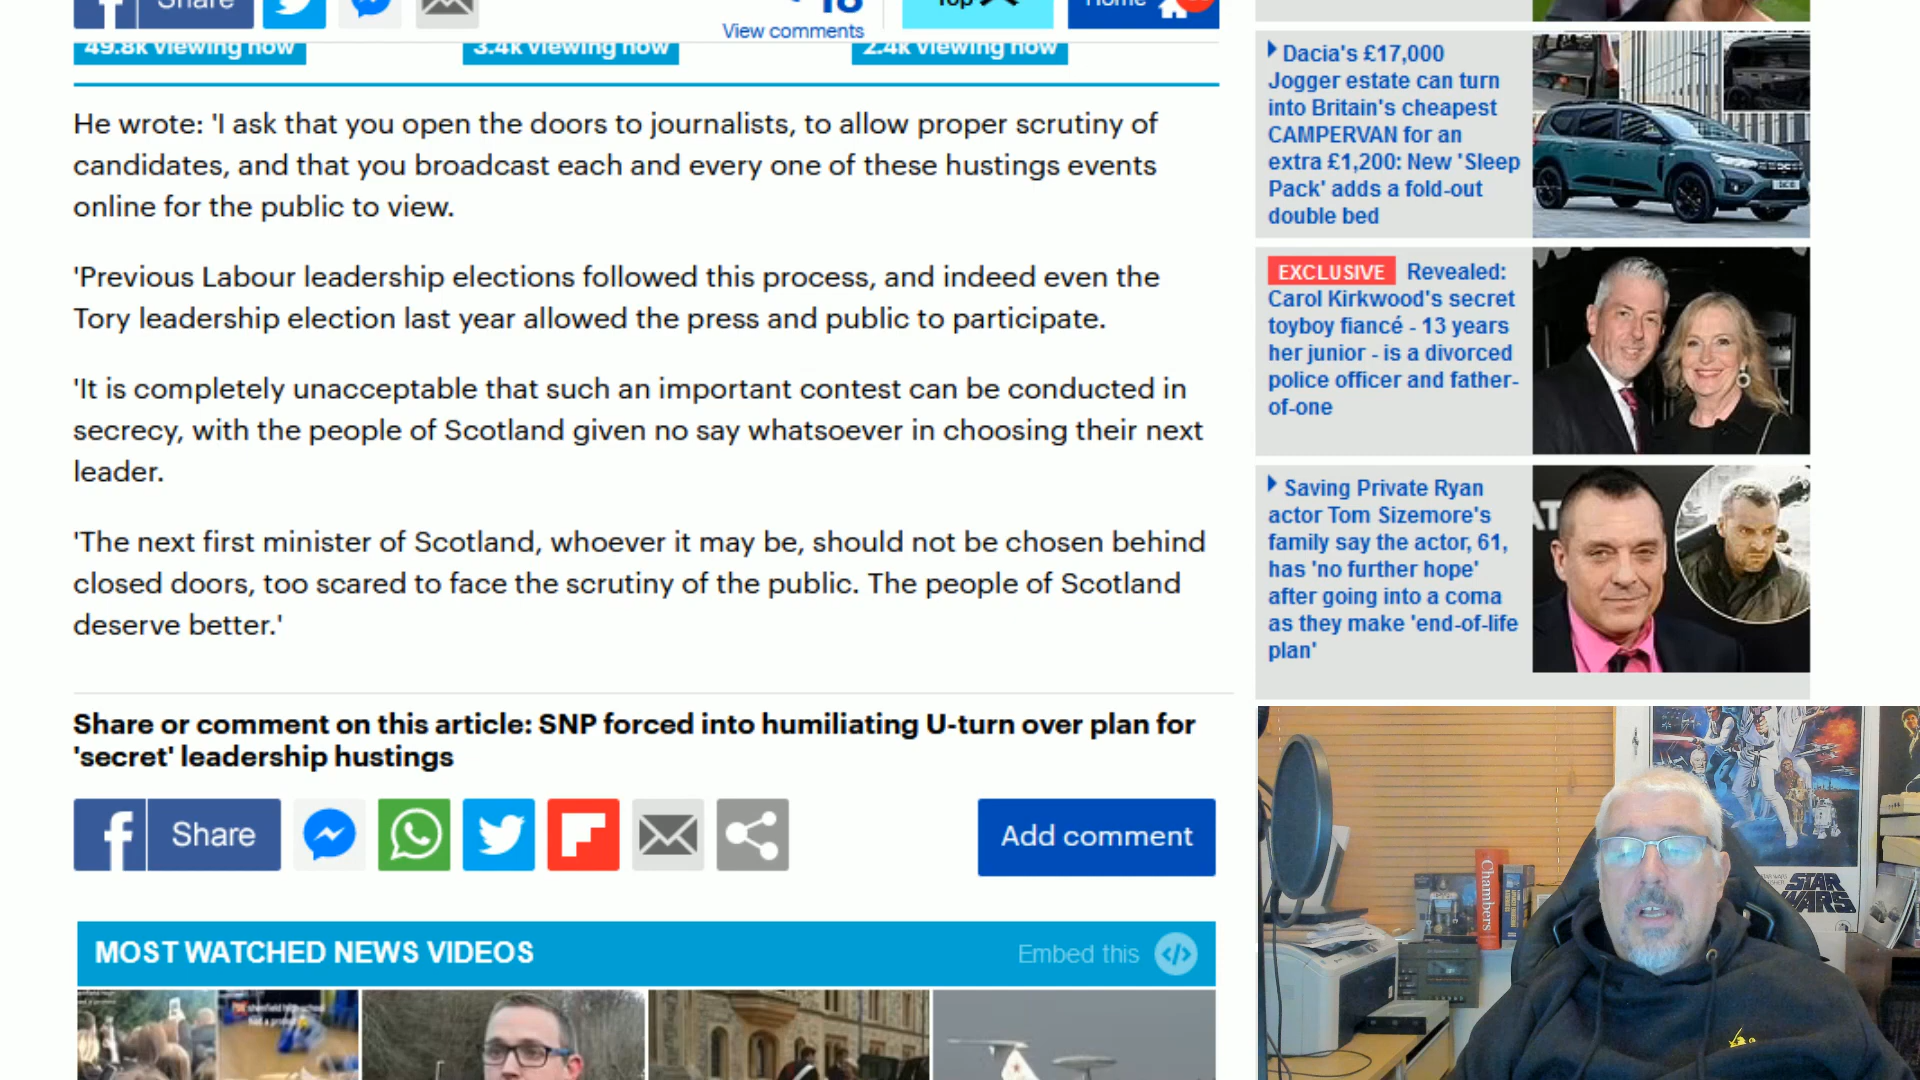 Share
18
View comments
Top
Home
49.8k viewing now
3.4k viewing now
2.4k viewing now
He wrote: 'I ask that you open the doors to journalists, to allow proper scrutiny of
candidates, and that you broadcast each and every one of these hustings events
online for the public to view.
'Previous Labour leadership elections followed this process, and indeed even the
Tory leadership election last year allowed the press and public to participate.
'It is completely unacceptable that such an important contest can be conducted in
secrecy, with the people of Scotland given no say whatsoever in choosing their next
leader.
'The next first minister of Scotland, whoever it may be, should not be chosen behind
closed doors, too scared to face the scrutiny of the public. The people of Scotland
deserve better.'
Share or comment on this article: SNP forced into humiliating U-turn over plan for
'secret' leadership hustings
Share
Add comment
MOST WATCHED NEWS VIDEOS
Embed this
Dacia's £17,000
Jogger estate can turn
into Britain's cheapest
CAMPERVAN for an
extra £1,200: New 'Sleep
Pack' adds a fold-out
double bed
EXCLUSIVE Revealed:
Carol Kirkwood's secret
toyboy fiancé - 13 years
her junior - is a divorced
police officer and father-
of-one
Saving Private Ryan
actor Tom Sizemore's
family say the actor, 61,
has 'no further hope'
after going into a coma
as they make 'end-of-life
plan'
Chambers
STAR
WARS